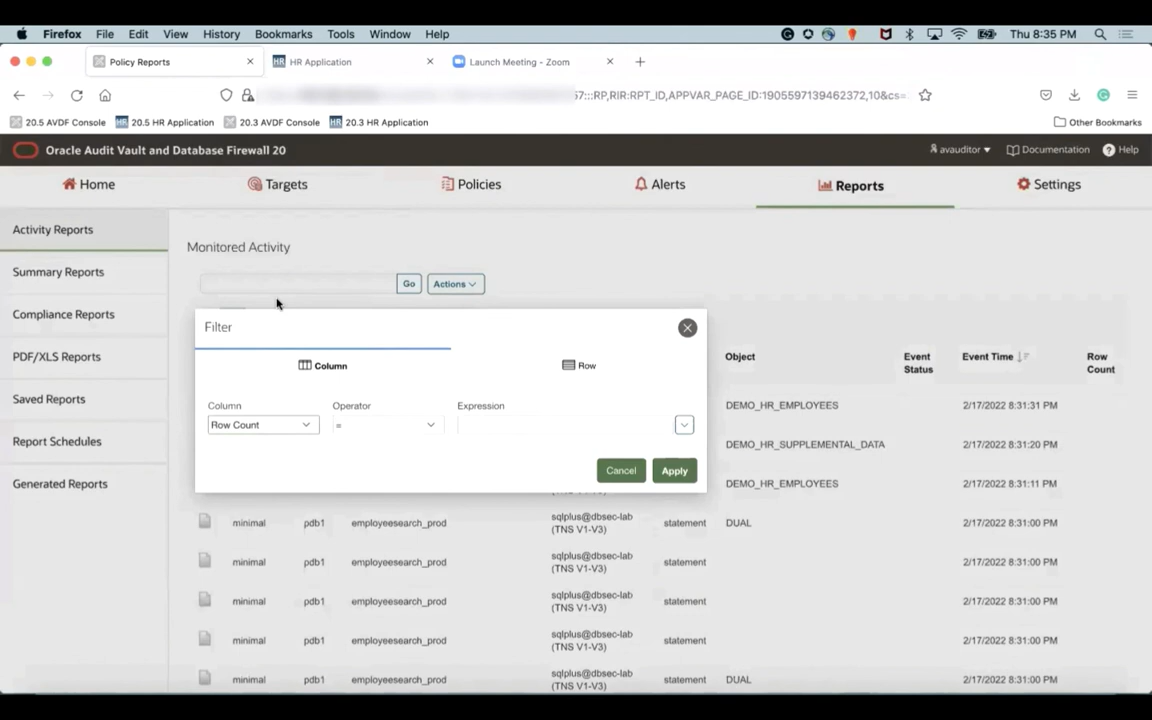 Firefox File Edit View History Bookmarks Tools Window Help Thu 8:35 PM
Policy Reports HR HR Application Launch Meeting - Zoom
57:::RP,RIR:RPT_ID,APPVAR_PAGE_ID:1905597139462372,10&cs=
20.5 AVDF Console HR 20.5 HR Application 20.3 AVDF Console HR 20.3 HR Application Other Bookmarks
Oracle Audit Vault and Database Firewall 20 avauditor Documentation ? Help
Home Targets Policies Alerts Reports Settings
Activity Reports
Summary Reports
Compliance Reports
PDF/XLS Reports
Saved Reports
Report Schedules
Generated Reports
Monitored Activity
Go Actions
Filter
Column Row
Column Operator Expression
Row Count =
Cancel Apply
Object Event Status Event Time Row Count
DEMO_HR_EMPLOYEES 2/17/2022 8:31:31 PM
DEMO_HR_SUPPLEMENTAL_DATA 2/17/2022 8:31:20 PM
DEMO_HR_EMPLOYEES 2/17/2022 8:31:11 PM
minimal pdb1 employeesearch_prod sqlplus@dbsec-lab (TNS V1-V3) statement DUAL 2/17/2022 8:31:00 PM
minimal pdb1 employeesearch_prod sqlplus@dbsec-lab (TNS V1-V3) statement 2/17/2022 8:31:00 PM
minimal pdb1 employeesearch_prod sqlplus@dbsec-lab (TNS V1-V3) statement 2/17/2022 8:31:00 PM
minimal pdb1 employeesearch_prod sqlplus@dbsec-lab (TNS V1-V3) statement 2/17/2022 8:31:00 PM
minimal pdb1 employeesearch_prod sqlplus@dbsec-lab (TNS V1-V3) statement DUAL 2/17/2022 8:31:00 PM